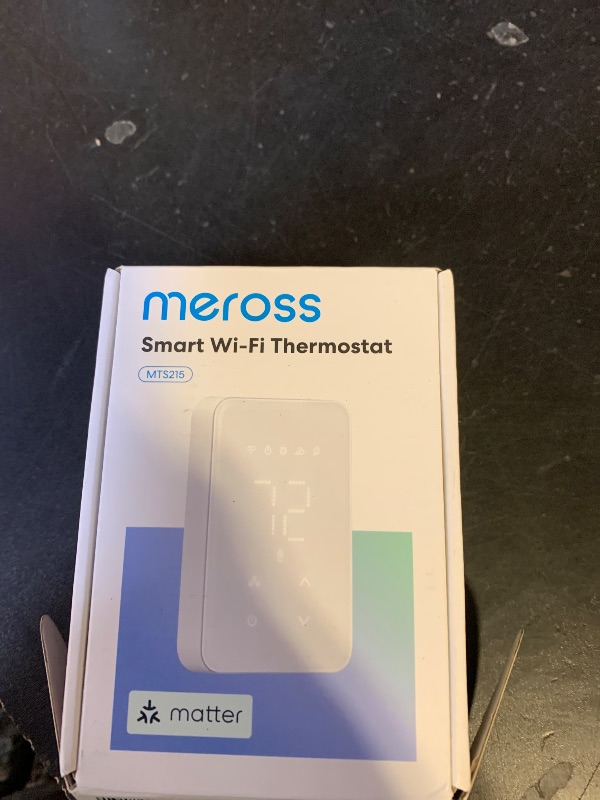 meross
Smart Wi-Fi Thermostat
MTS215
72
matter